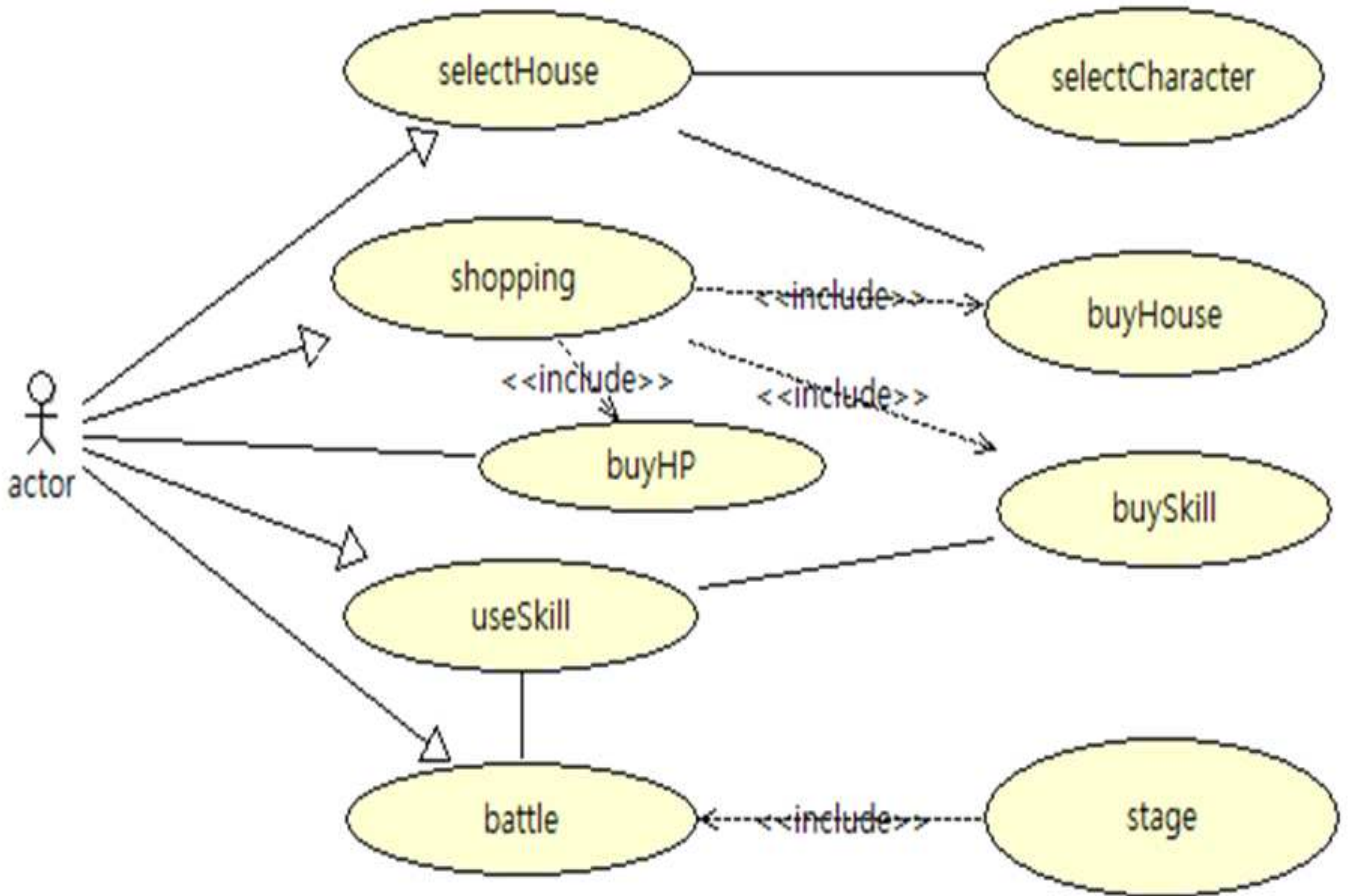 selectHouse
selectCharacter
shopping
<<include>>
buyHouse
<<include>>
<<include>>
actor
buyHP
buySkill
useSkill
battle
<<include>>
stage